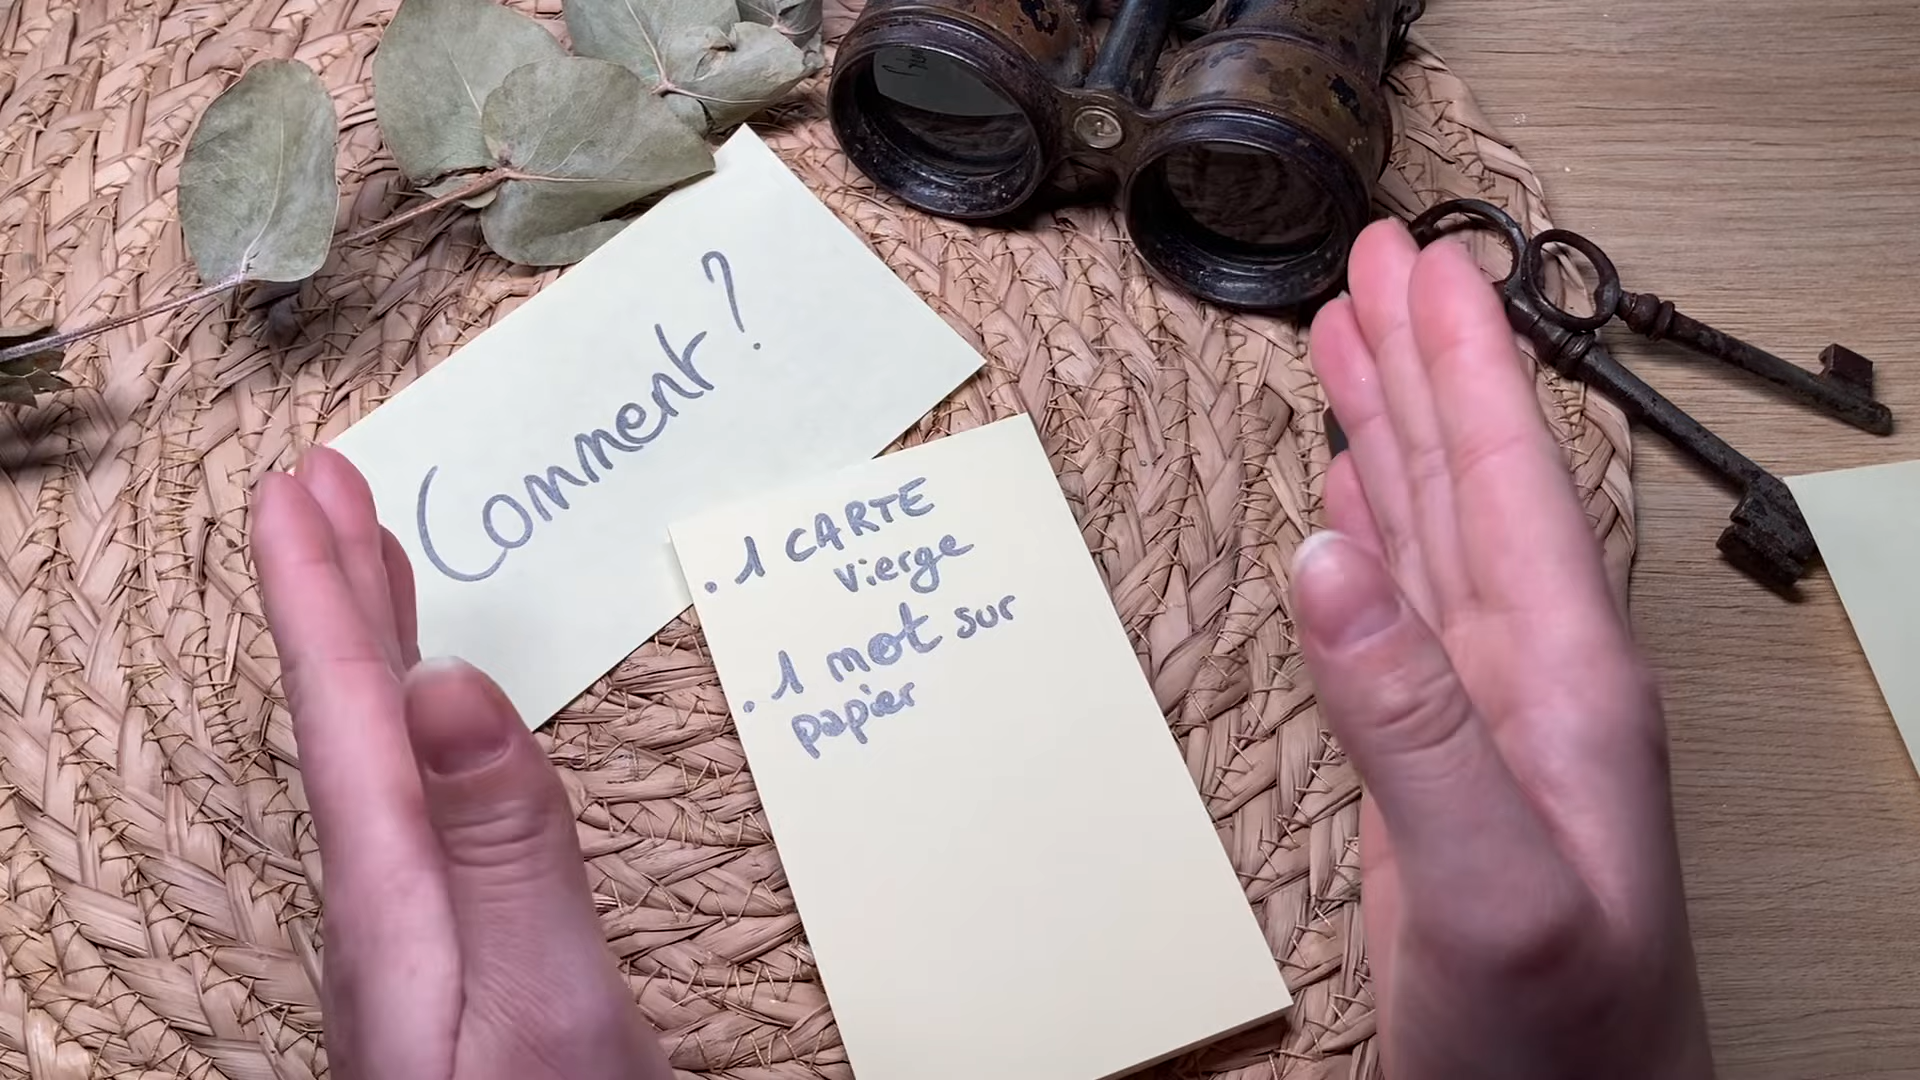 Comment ?
. 1 CARTE
vierge
. 1 mot sur
papier